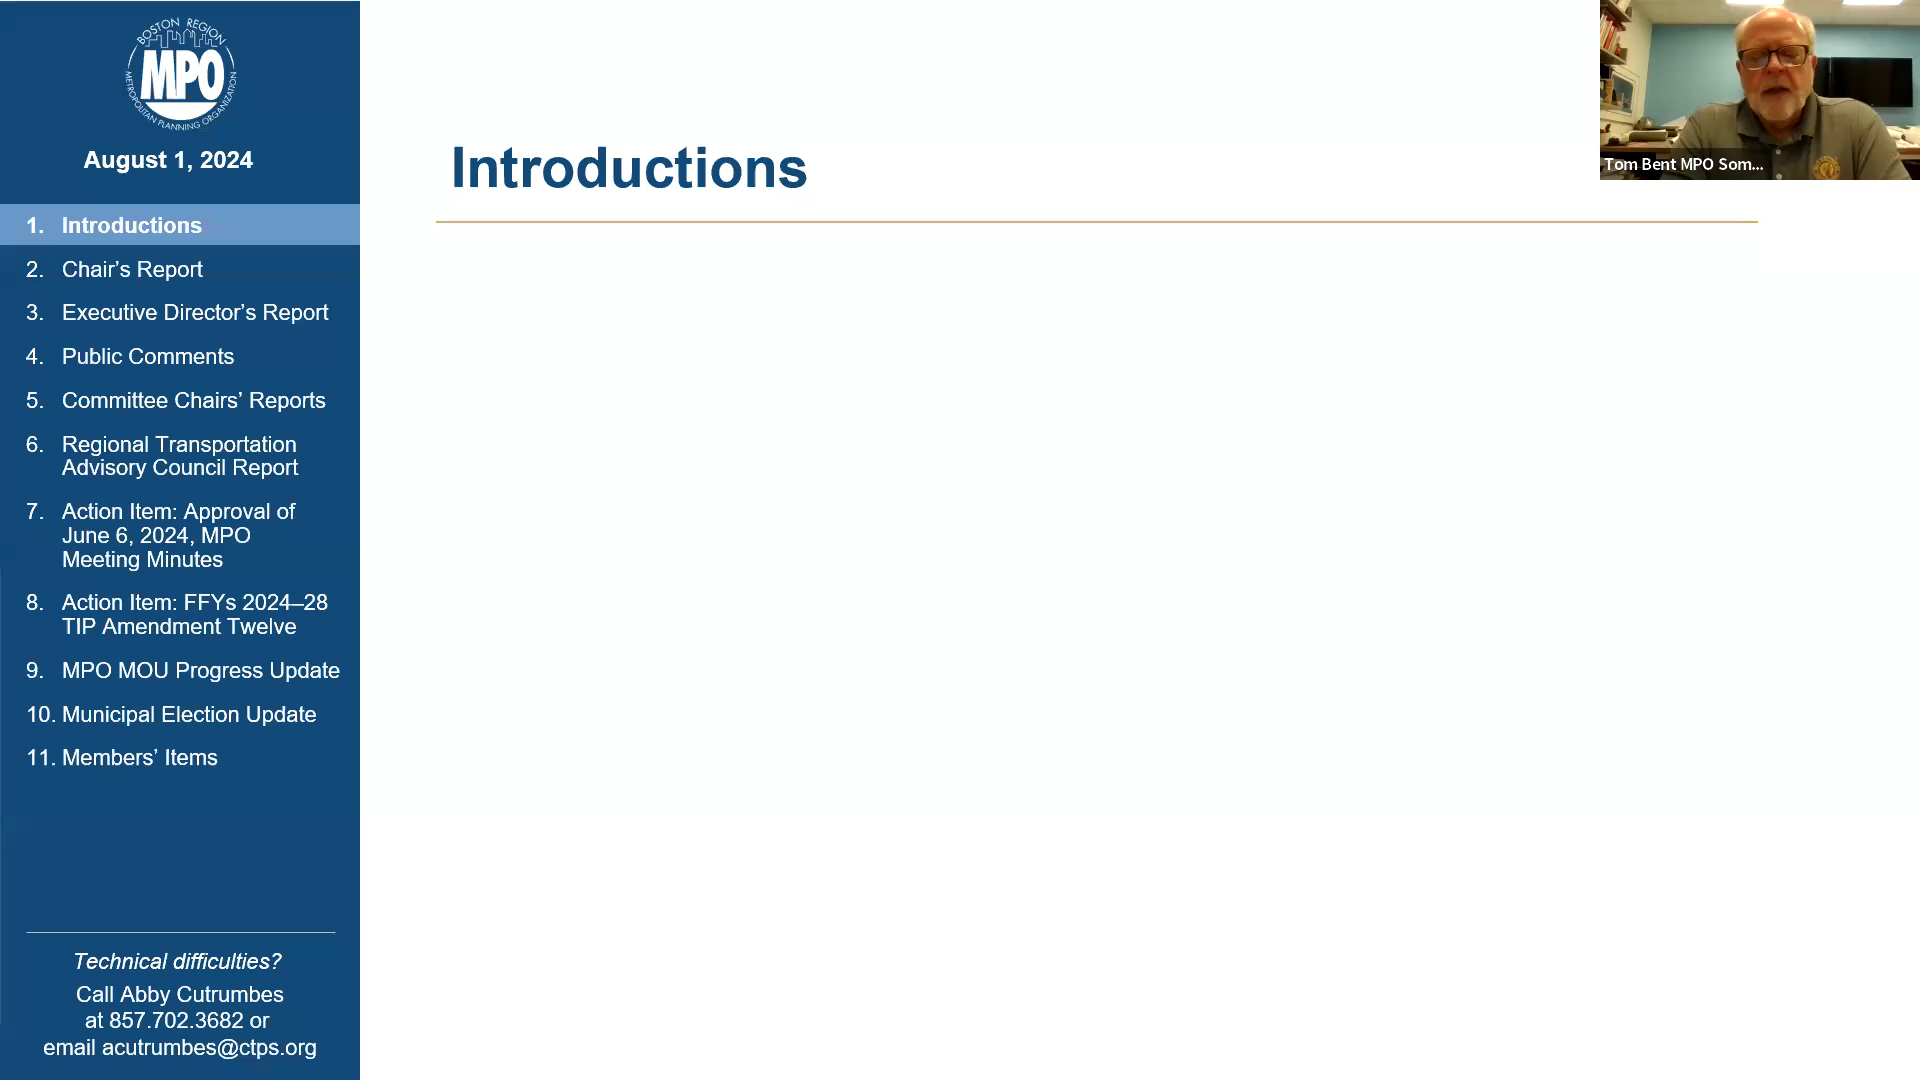 BOSTON REGION
MPO
METROPOLITAN PLANNING ORGANIZATION
August 1, 2024
1. Introductions
2. Chair’s Report
3. Executive Director’s Report
4. Public Comments
5. Committee Chairs’ Reports
6. Regional Transportation
Advisory Council Report
7. Action Item: Approval of
June 6, 2024, MPO
Meeting Minutes
8. Action Item: FFYs 2024–28
TIP Amendment Twelve
9. MPO MOU Progress Update
10. Municipal Election Update
11. Members’ Items
Technical difficulties?
Call Abby Cutrumbes
at 857.702.3682 or
email acutrumbes@ctps.org
Introductions
Tom Bent MPO Som...